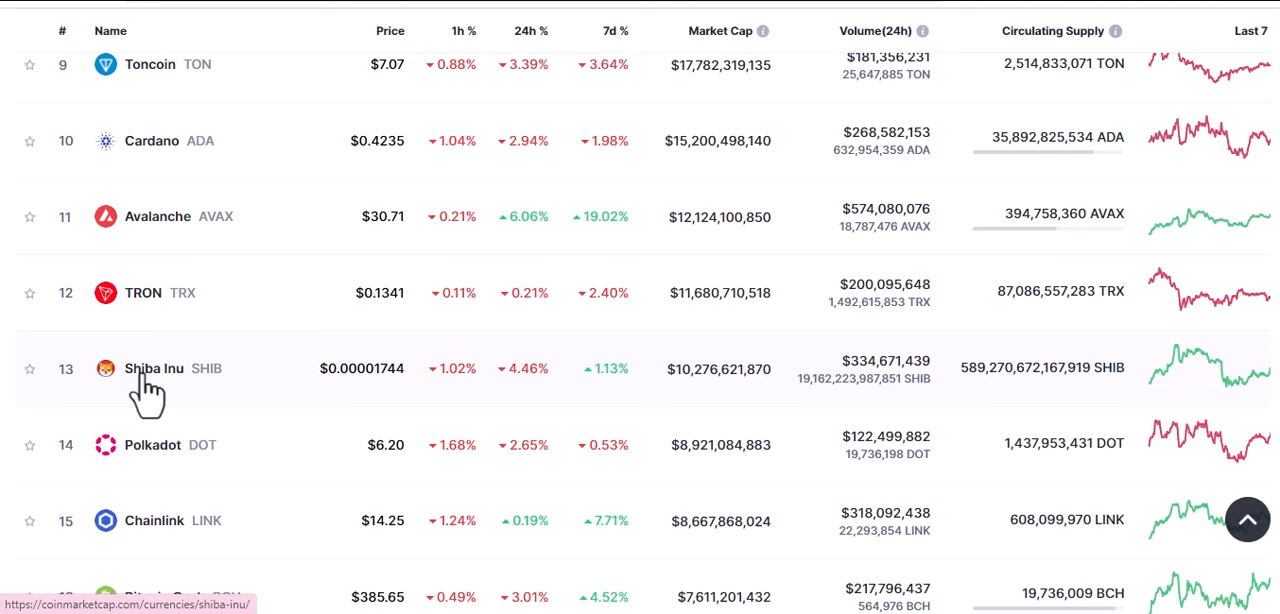 # Name Price 1h % 24h % 7d % Market Cap Volume(24h) Circulating Supply Last 7
9 Toncoin TON $7.07 0.88% 3.39% 3.64% $17,782,319,135 $181,356,231 2,514,833,071 TON
25,647,885 TON
10 Cardano ADA $0.4235 1.04% 2.94% 1.98% $15,200,498,140 $268,582,153 35,892,825,534 ADA
632,954,359 ADA
11 Avalanche AVAX $30.71 0.21% 6.06% 19.02% $12,124,100,850 $574,080,076 394,758,360 AVAX
18,787,476 AVAX
12 TRON TRX $0.1341 0.11% 0.21% 2.40% $11,680,710,518 $200,095,648 87,086,557,283 TRX
1,492,615,853 TRX
13 Shiba Inu SHIB $0.00001744 1.02% 4.46% 1.13% $10,276,621,870 $334,671,439 589,270,672,167,919 SHIB
19,162,223,987,851 SHIB
14 Polkadot DOT $6.20 1.68% 2.65% 0.53% $8,921,084,883 $122,499,882 1,437,953,431 DOT
19,736,198 DOT
15 Chainlink LINK $14.25 1.24% 0.19% 7.71% $8,667,868,024 $318,092,438 608,099,970 LINK
22,293,854 LINK
$385.65 0.49% 3.01% 4.52% $7,611,201,432 $217,796,437 19,736,009 BCH
564,976 BCH
https://coinmarketcap.com/currencies/shiba-inu/